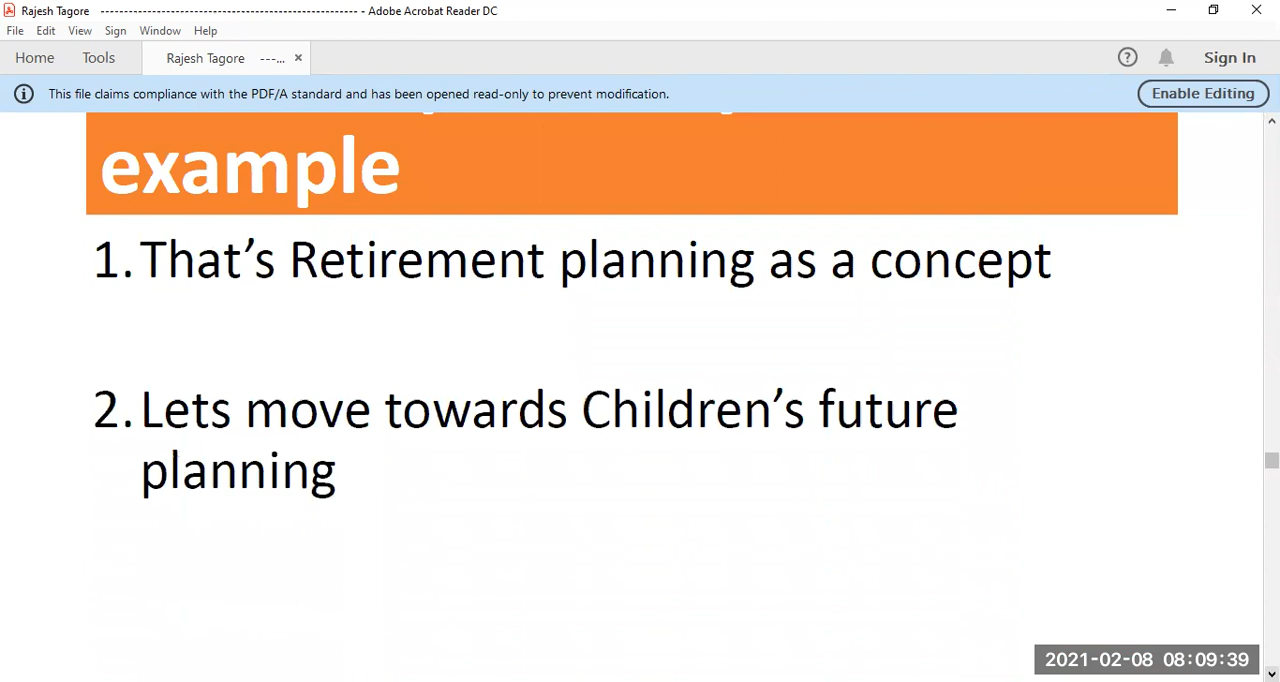 Rajesh Tagore -------------------------------------------------- - Adobe Acrobat Reader DC
File Edit View Sign Window Help
Home Tools Rajesh Tagore ---... × Sign In
This file claims compliance with the PDF/A standard and has been opened read-only to prevent modification. Enable Editing
example
1. That’s Retirement planning as a concept
2. Lets move towards Children’s future
planning
2021-02-08 08:09:39